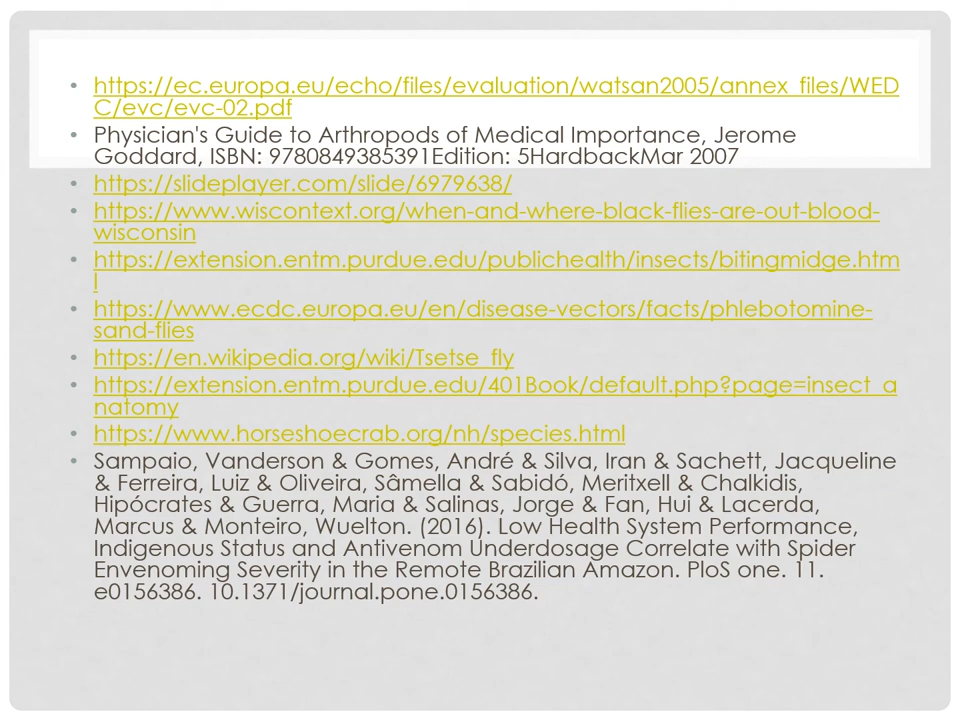 • https://ec.europa.eu/echo/files/evaluation/watsan2005/annex_files/WED
C/evc/evc-02.pdf
• Physician's Guide to Arthropods of Medical Importance, Jerome
Goddard, ISBN: 9780849385391Edition: 5HardbackMar 2007
• https://slideplayer.com/slide/6979638/
• https://www.wiscontext.org/when-and-where-black-flies-are-out-blood-
wisconsin
• https://extension.entm.purdue.edu/publichealth/insects/bitingmidge.htm
l
• https://www.ecdc.europa.eu/en/disease-vectors/facts/phlebotomine-
sand-flies
• https://en.wikipedia.org/wiki/Tsetse_fly
• https://extension.entm.purdue.edu/401Book/default.php?page=insect_a
natomy
• https://www.horseshoecrab.org/nh/species.html
• Sampaio, Vanderson & Gomes, André & Silva, Iran & Sachett, Jacqueline
& Ferreira, Luiz & Oliveira, Sâmella & Sabidó, Meritxell & Chalkidis,
Hipócrates & Guerra, Maria & Salinas, Jorge & Fan, Hui & Lacerda,
Marcus & Monteiro, Wuelton. (2016). Low Health System Performance,
Indigenous Status and Antivenom Underdosage Correlate with Spider
Envenoming Severity in the Remote Brazilian Amazon. PloS one. 11.
e0156386. 10.1371/journal.pone.0156386.